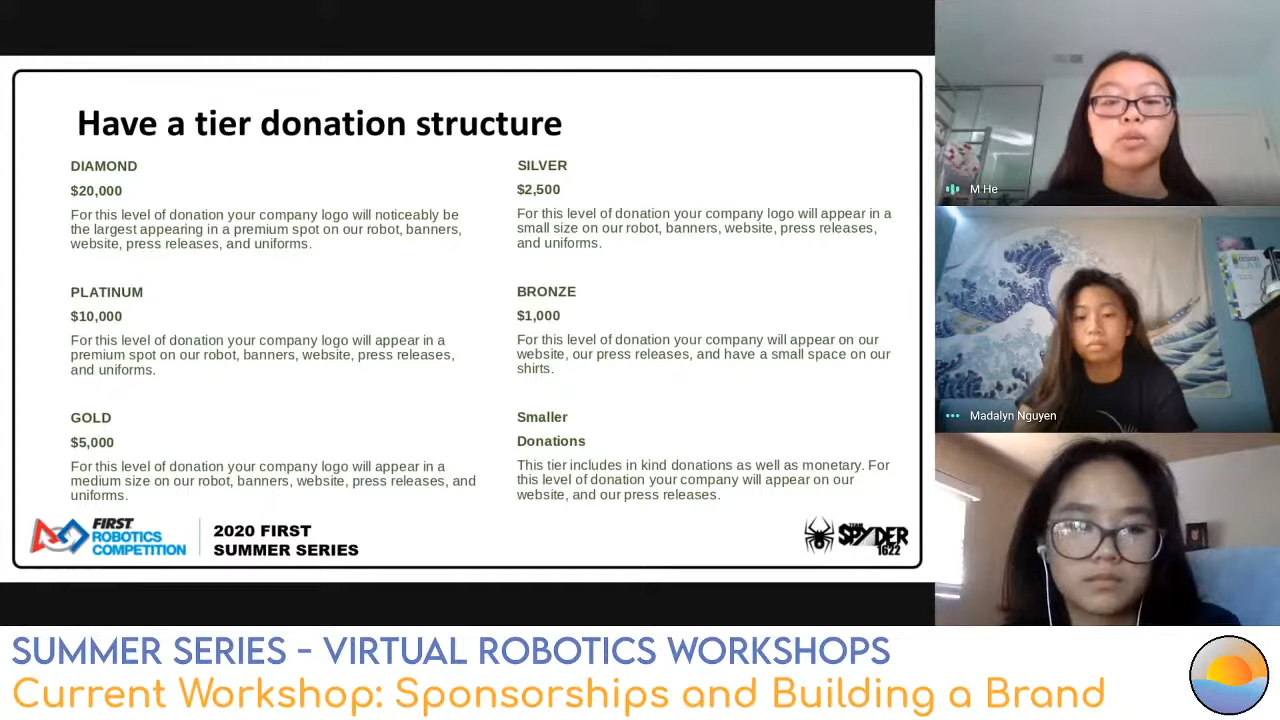 Have a tier donation structure
DIAMOND
$20,000
For this level of donation your company logo will noticeably be
the largest appearing in a premium spot on our robot, banners,
website, press releases, and uniforms.
PLATINUM
$10,000
For this level of donation your company logo will appear in a
premium spot on our robot, banners, website, press releases,
and uniforms.
GOLD
$5,000
For this level of donation your company logo will appear in a
medium size on our robot, banners, website, press releases, and
uniforms.
SILVER
$2,500
For this level of donation your company logo will appear in a
small size on our robot, banners, website, press releases,
and uniforms.
BRONZE
$1,000
For this level of donation your company will appear on our
website, our press releases, and have a small space on our
shirts.
Smaller
Donations
This tier includes in kind donations as well as monetary. For
this level of donation your company will appear on our
website, and our press releases.
FIRST
ROBOTICS
COMPETITION
2020 FIRST
SUMMER SERIES
TEAM
SPYDER
1622
M He
Madalyn Nguyen
SUMMER SERIES - VIRTUAL ROBOTICS WORKSHOPS
Current Workshop: Sponsorships and Building a Brand